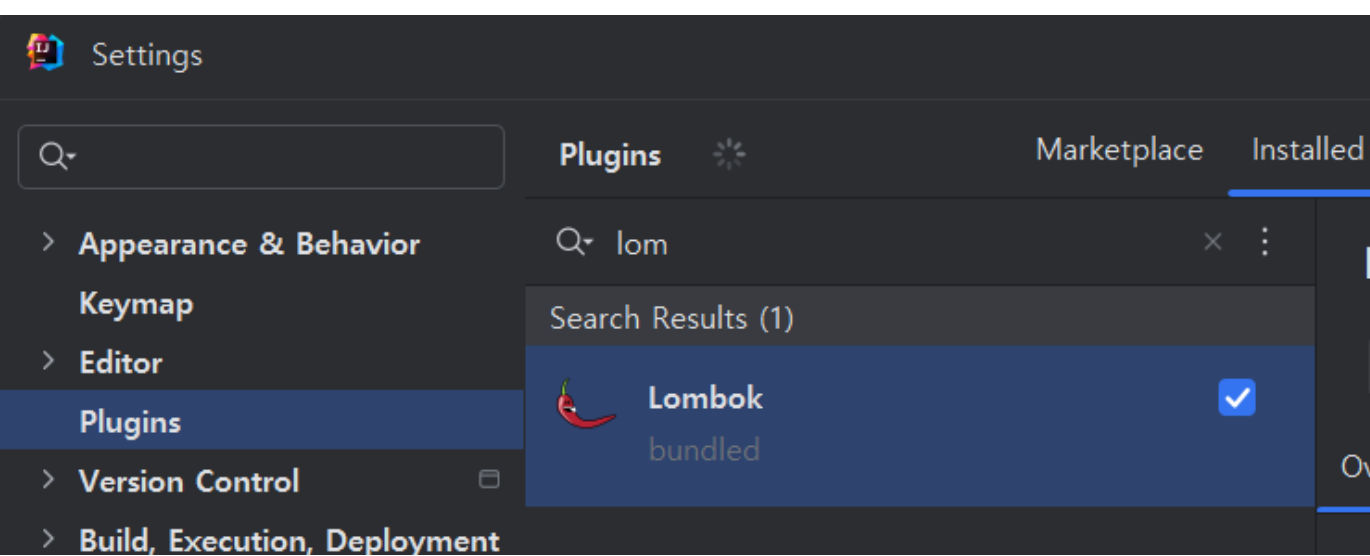 Settings
Plugins
Marketplace Installed
lom
Search Results (1)
Lombok
bundled
Appearance & Behavior
Keymap
Editor
Plugins
Version Control
Build, Execution, Deployment